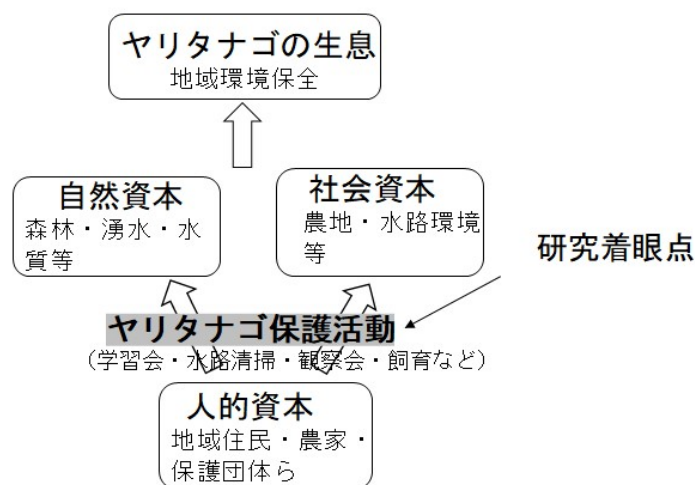 ヤリタナゴの生息
地域環境保全
自然資本
森林・湧水・水
質等
社会資本
農地・水路環境
等
研究着眼点
ヤリタナゴ保護活動
（学習会・水路清掃・観察会・飼育など）
人的資本
地域住民・農家・
保護団体ら